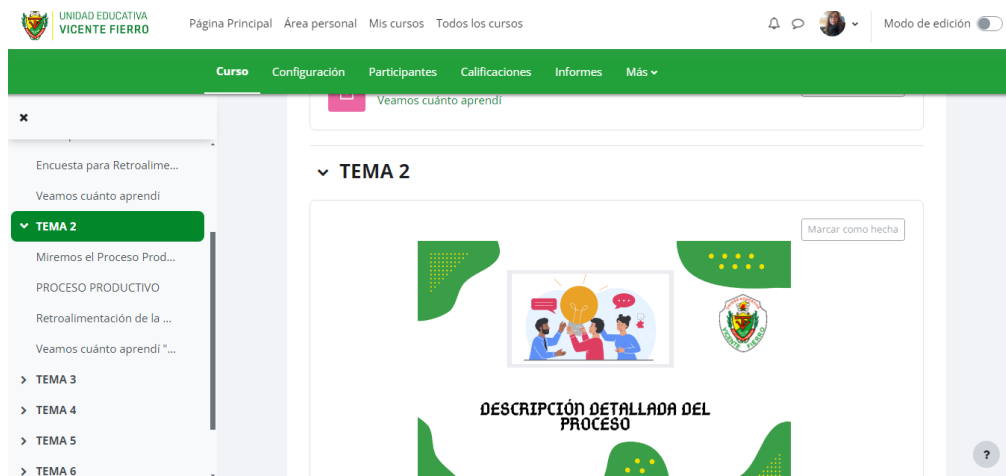 UNIDAD EDUCATIVA
VICENTE FIERRO
Página Principal Área personal Mis cursos Todos los cursos
Modo de edición
Curso Configuración Participantes Calificaciones Informes Más
Veamos cuánto aprendí
Encuesta para Retroalime...
Veamos cuánto aprendí
TEMA 2
Miremos el Proceso Prod...
PROCESO PRODUCTIVO
Retroalimentación de la ...
Veamos cuánto aprendí "...
TEMA 3
TEMA 4
TEMA 5
TEMA 6
TEMA 2
Marcar como hecha
VICENTE FIERRO
DESCRIPCIÓN DETALLADA DEL
PROCESO
?